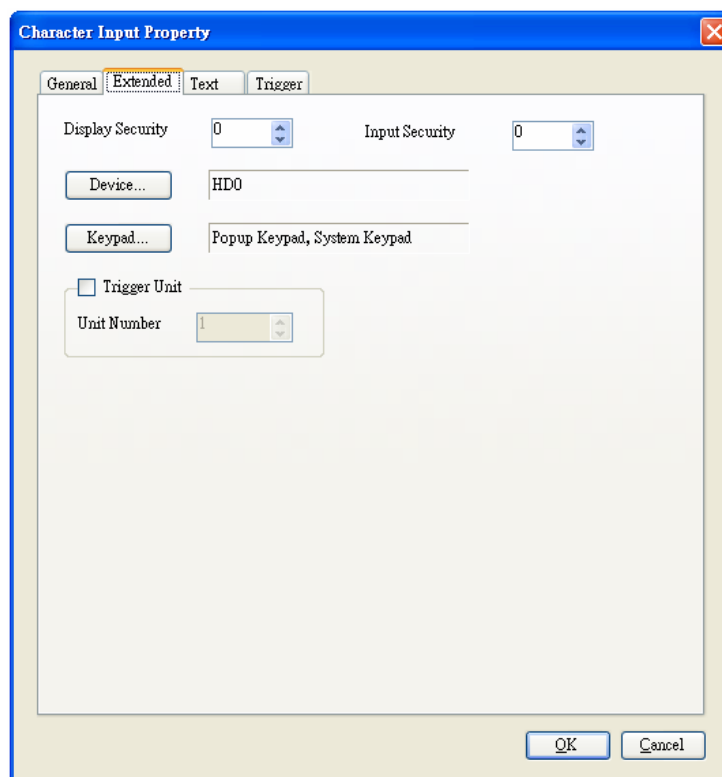 Character Input Property
General Extended Text Trigger
Display Security 0 Input Security 0
Device... HD0
Keypad... Popup Keypad, System Keypad
Trigger Unit
Unit Number 1
OK Cancel